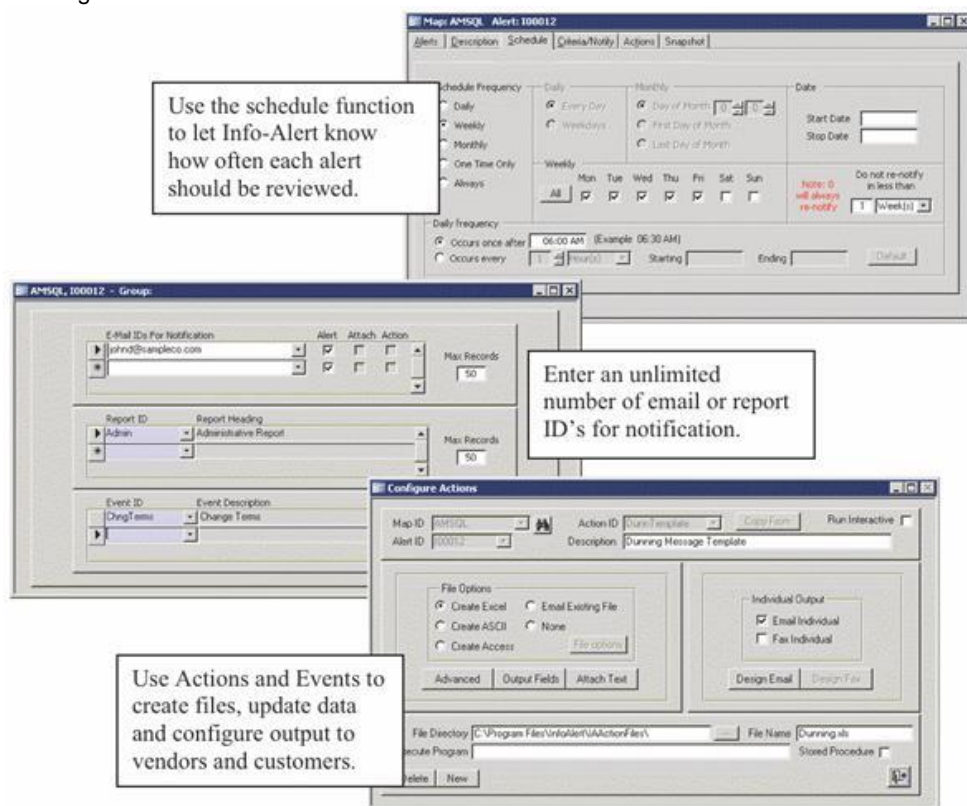 Map: AMSQL Alert: I00012
Alerts Description Schedule Criteria/Notify Actions Snapshot
Use the schedule function
to let Info-Alert know
how often each alert
should be reviewed.
Schedule Frequency
Daily
Weekly
Monthly
One Time Only
Always
Daily
Every Day
Weekdays
Monthly
Day of Month 0 0
First Day of Month
Last Day of Month
Date
Start Date
Stop Date
Weekly
All
Mon Tue Wed Thu Fri Sat Sun
Note: 0
will always
re-notify
Do not re-notify
in less than
1 Week(s)
Daily frequency
Occurs once after 06:00 AM (Example 06:30 AM)
Occurs every 1 Hour(s) Starting Ending Default
AMSQL, I00012 - Group:
E-Mail IDs For Notification Alert Attach Action
johnd@sampleco.com
Max Records
50
Report ID Report Heading
Admin Administrative Report
Max Records
50
Event ID Event Description
ChngTerms Change Terms
Enter an unlimited
number of email or report
ID's for notification.
Configure Actions
Map ID AMSQL Action ID DunnTemplate Copy From Run Interactive
Alert ID I00012 Description Dunning Message Template
File Options
Create Excel Email Existing File
Create ASCII None
Create Access File options
Advanced Output Fields Attach Text
Individual Output
Email Individual
Fax Individual
Design Email Design Fax
Use Actions and Events to
create files, update data
and configure output to
vendors and customers.
File Directory C:\Program Files\InfoAlert\IAActionFiles\ ... File Name Dunning.xls
ecute Program Stored Procedure
Delete New